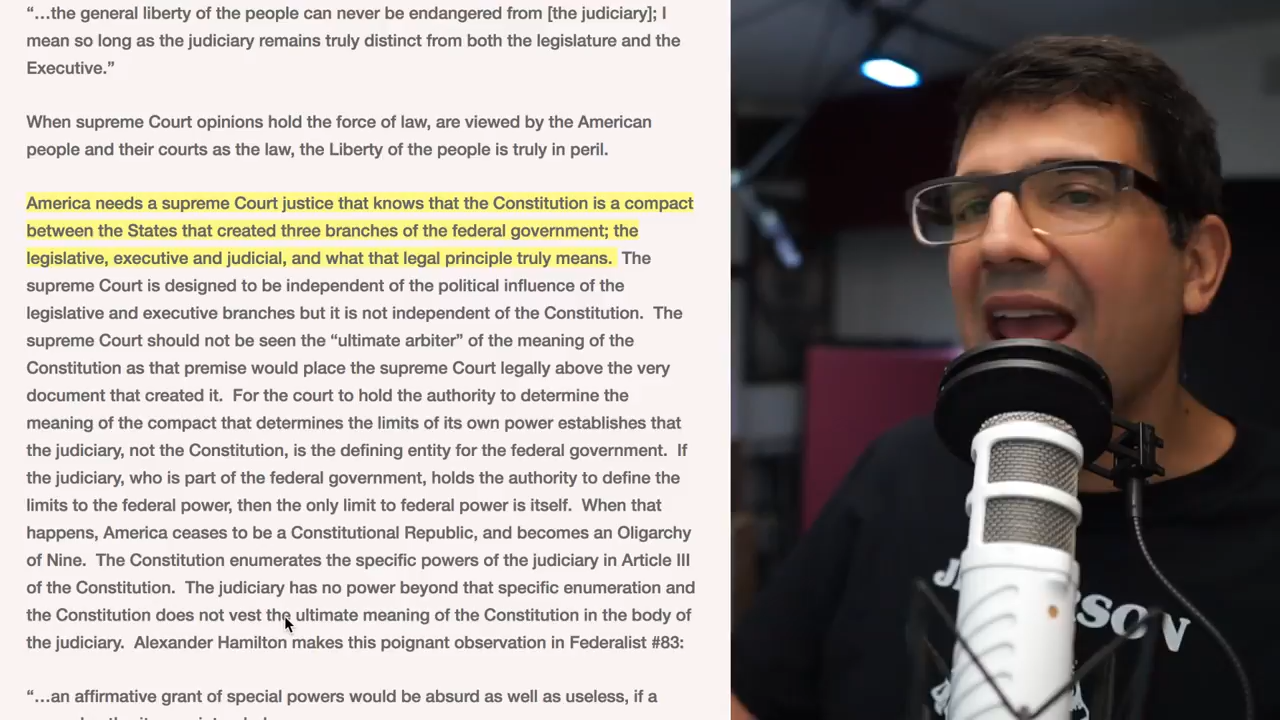 “…the general liberty of the people can never be endangered from [the judiciary]; I
mean so long as the judiciary remains truly distinct from both the legislature and the
Executive.”
When supreme Court opinions hold the force of law, are viewed by the American
people and their courts as the law, the Liberty of the people is truly in peril.
America needs a supreme Court justice that knows that the Constitution is a compact
between the States that created three branches of the federal government; the
legislative, executive and judicial, and what that legal principle truly means.  The
supreme Court is designed to be independent of the political influence of the
legislative and executive branches but it is not independent of the Constitution.  The
supreme Court should not be seen the “ultimate arbiter” of the meaning of the
Constitution as that premise would place the supreme Court legally above the very
document that created it.  For the court to hold the authority to determine the
meaning of the compact that determines the limits of its own power establishes that
the judiciary, not the Constitution, is the defining entity for the federal government.  If
the judiciary, who is part of the federal government, holds the authority to define the
limits to the federal power, then the only limit to federal power is itself.  When that
happens, America ceases to be a Constitutional Republic, and becomes an Oligarchy
of Nine.  The Constitution enumerates the specific powers of the judiciary in Article III
of the Constitution.  The judiciary has no power beyond that specific enumeration and
the Constitution does not vest the ultimate meaning of the Constitution in the body of
the judiciary.  Alexander Hamilton makes this poignant observation in Federalist #83:
“…an affirmative grant of special powers would be absurd as well as useless, if a